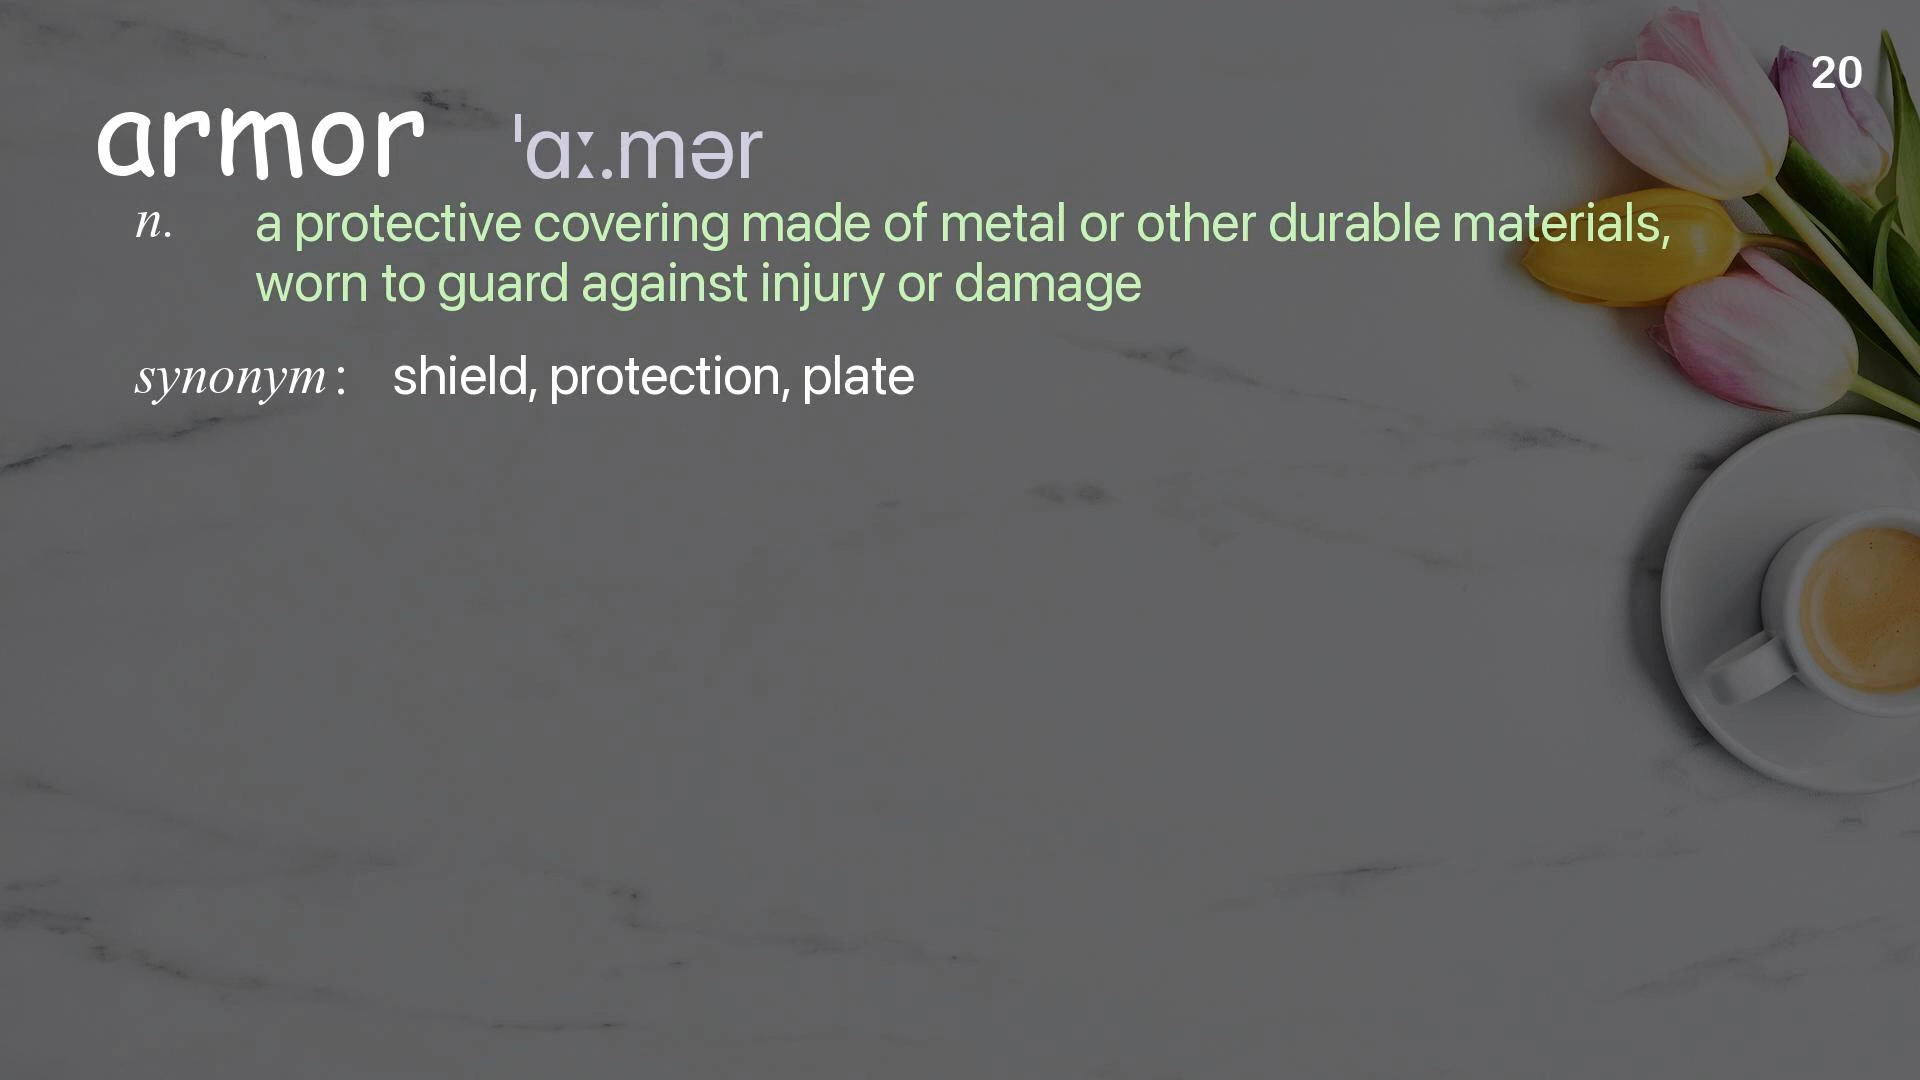 20
armor ˈɑː.mər
n. a protective covering made of metal or other durable materials,
worn to guard against injury or damage
synonym: shield, protection, plate